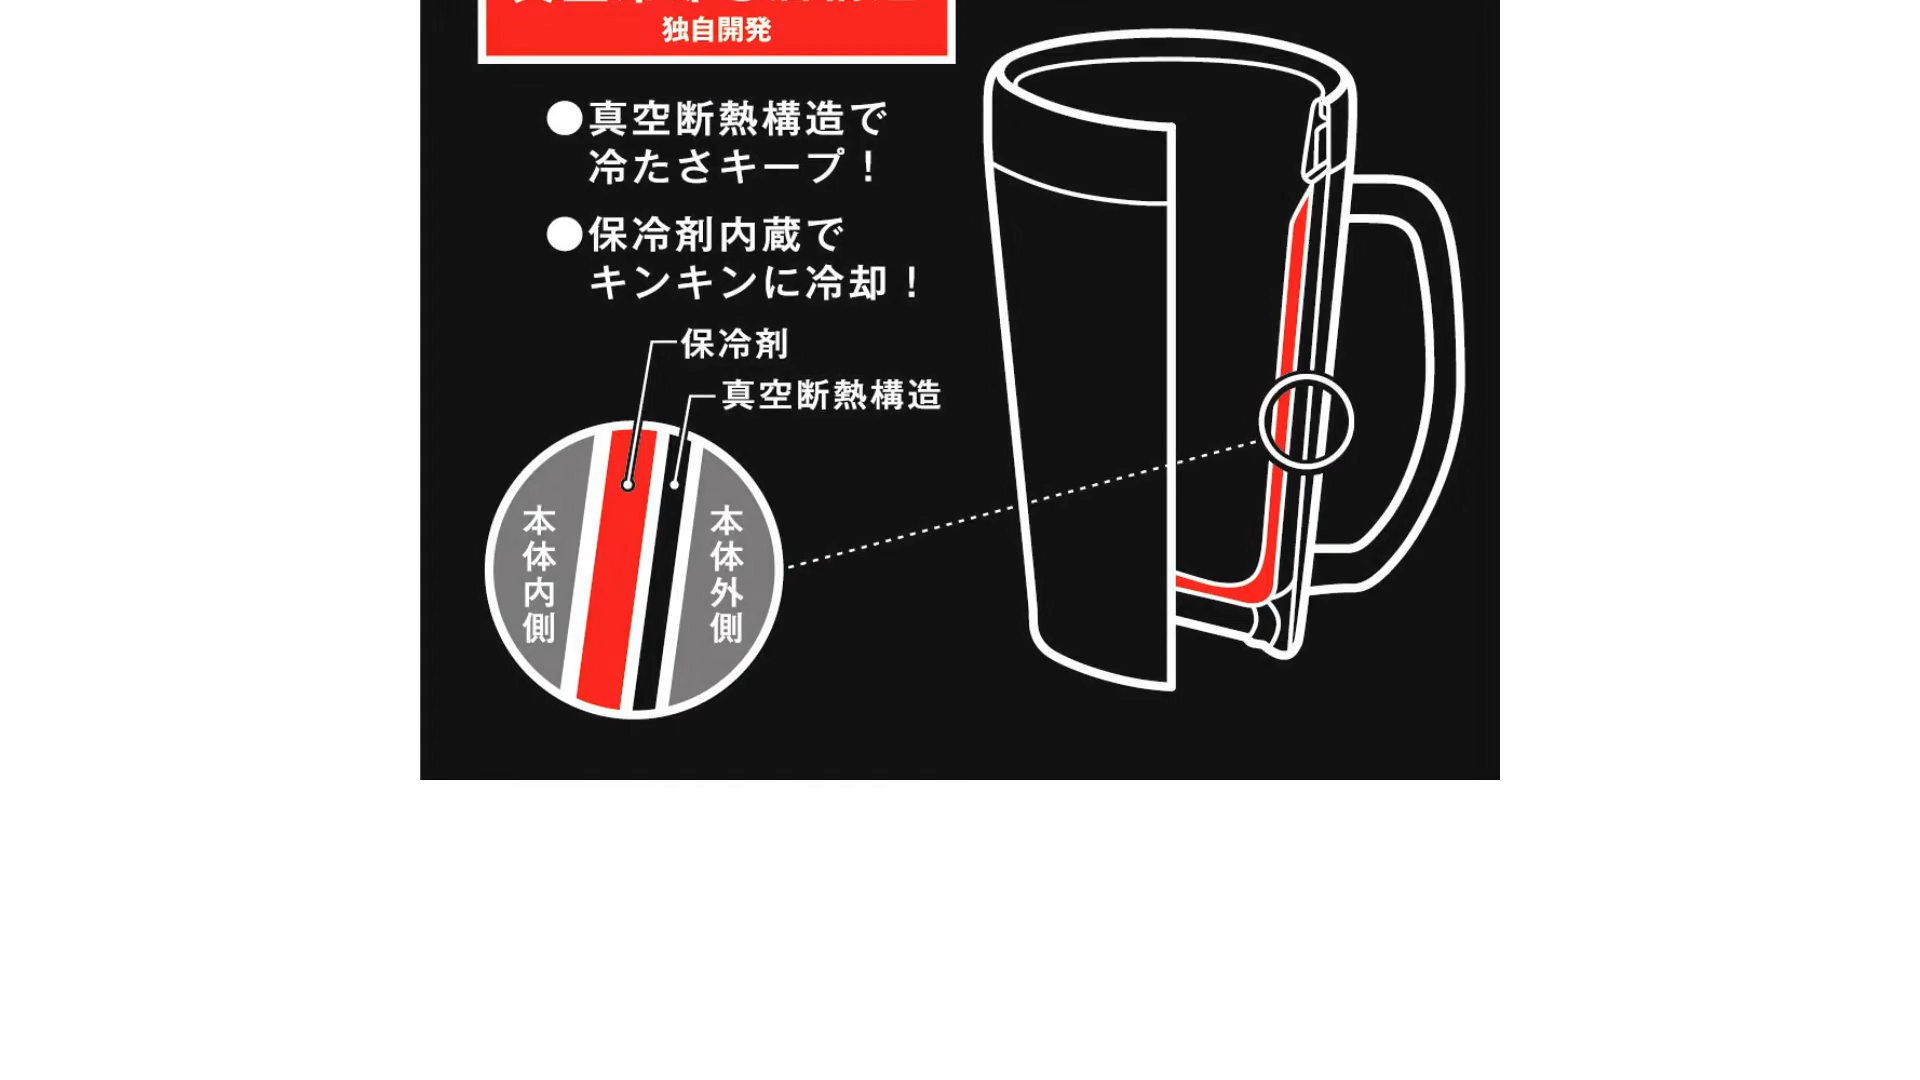 独自開発
●真空断熱構造で
冷たさキープ！
●保冷剤内蔵で
キンキンに冷却！
保冷剤
真空断熱構造
本体内側
本体外側